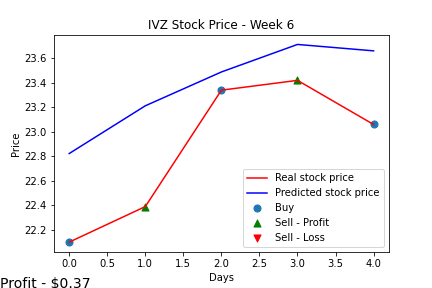 IVZ Stock Price - Week 6
Price
23.6
23.4
23.2
23.0
22.8
22.6
22.4
22.2
Real stock price
Predicted stock price
Buy
Sell - Profit
Sell - Loss
0.0 0.5 1.0 1.5 2.0 2.5 3.0 3.5 4.0
Days
Profit - $0.37